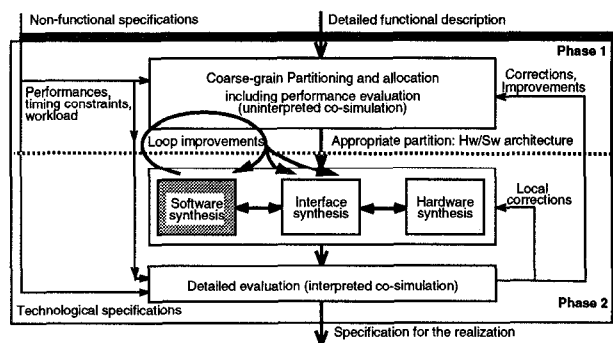 Non-functional specifications
Detailed functional description
Phase 1
Coarse-grain Partitioning and allocation
including performance evaluation
(uninterpreted co-simulation)
Corrections,
Improvements
Performances,
timing constraints,
workload
Loop improvements
Appropriate partition: Hw/Sw architecture
Software
synthesis
Interface
synthesis
Hardware
synthesis
Local
corrections
Detailed evaluation (interpreted co-simulation)
Technological specifications
Phase 2
Specification for the realization